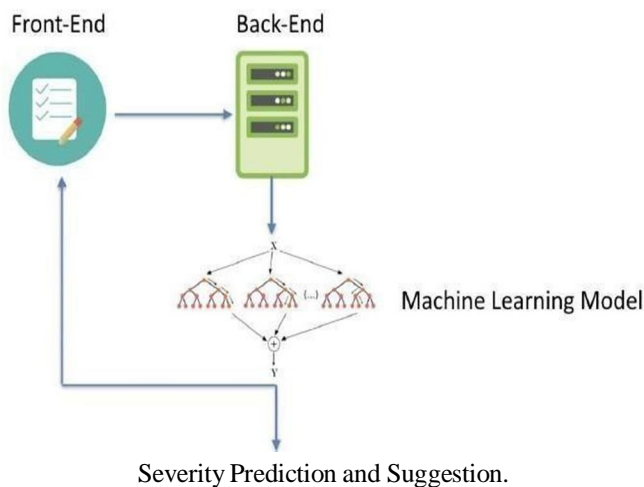 Front-End
Back-End
X
(...)
Machine Learning Model
+
Y
Severity Prediction and Suggestion.